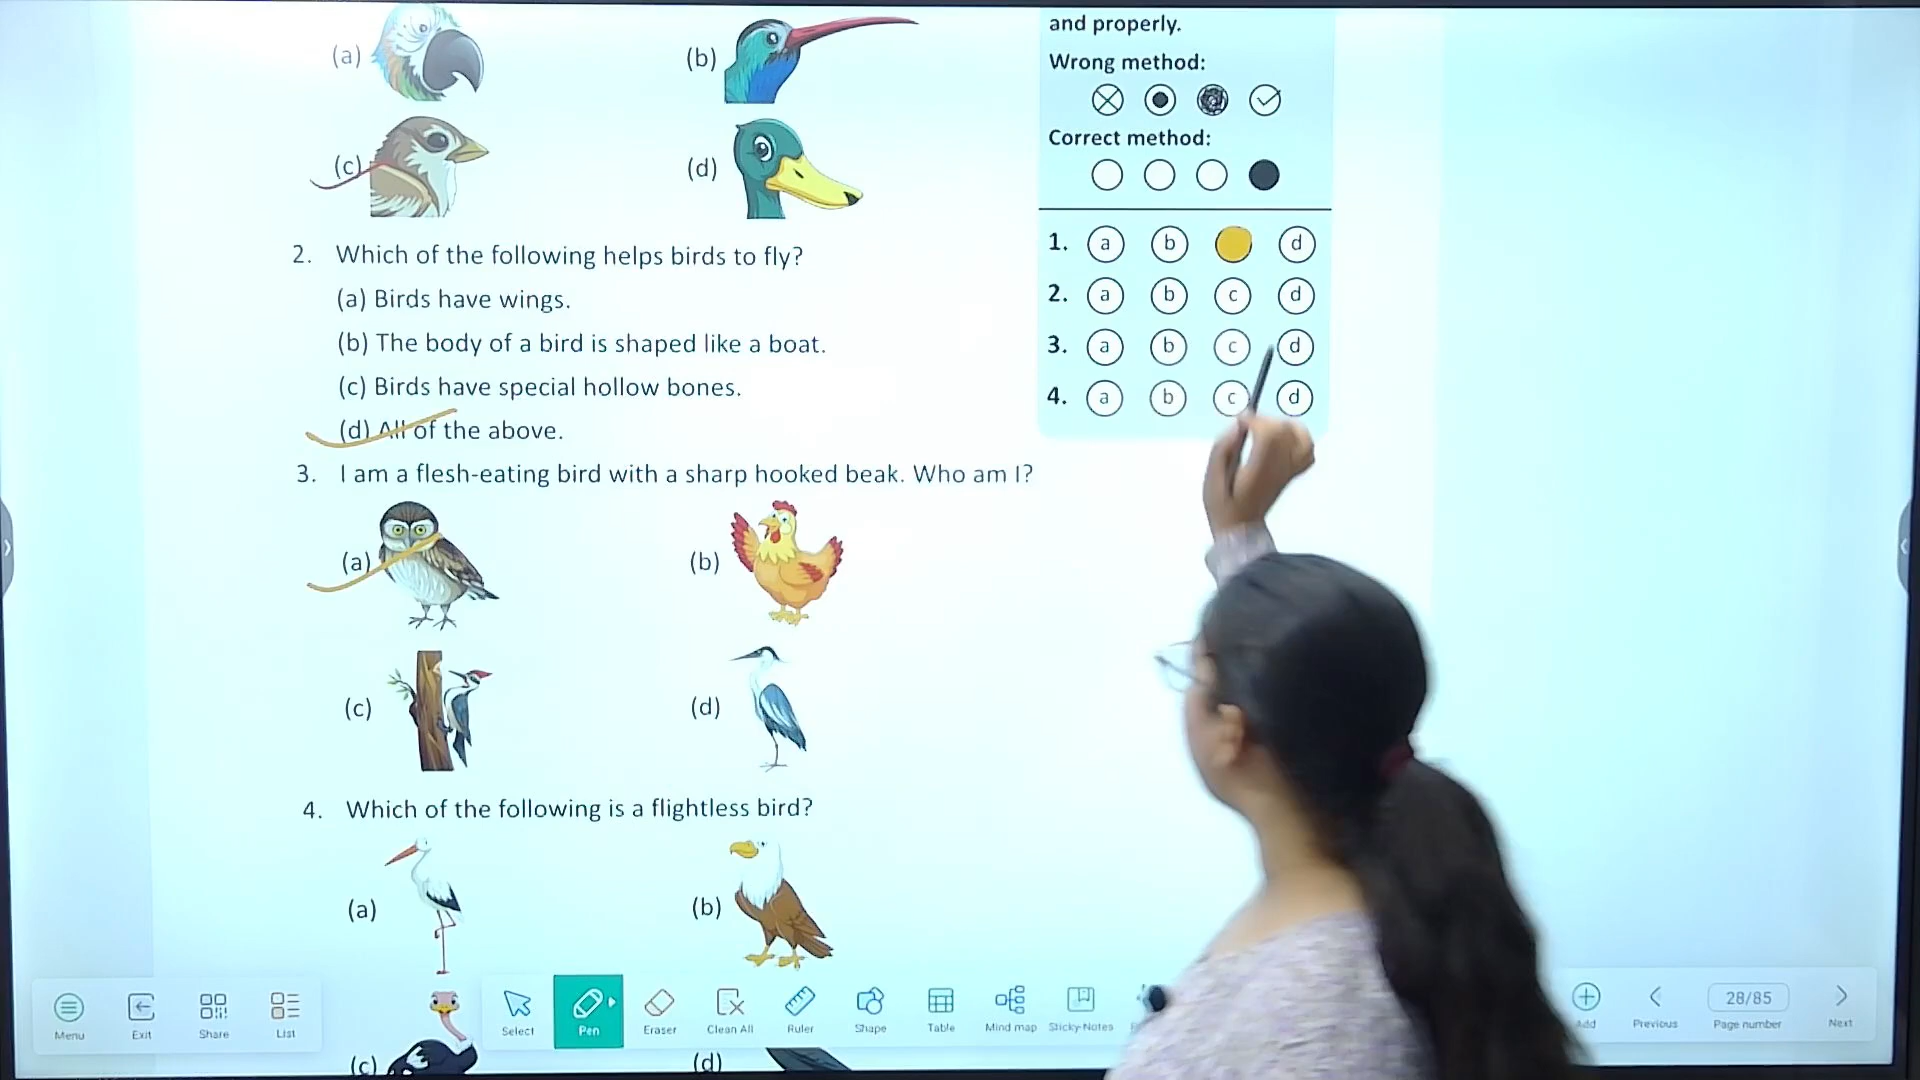 (a)
(b)
(c)
(d)
2. Which of the following helps birds to fly?
(a) Birds have wings.
(b) The body of a bird is shaped like a boat.
(c) Birds have special hollow bones.
(d) All of the above.
3. I am a flesh-eating bird with a sharp hooked beak. Who am I?
(a)
(b)
(c)
(d)
4. Which of the following is a flightless bird?
(a)
(b)
(c)
(d)
and properly.
Wrong method:
Correct method:
1. a b d
2. a b c d
3. a b c d
4. a b c d
Menu Exit Share List
Select Pen Eraser Clean All Ruler Shape Table Mind map Sticky-Notes
Add Previous 28/85 Page number Next